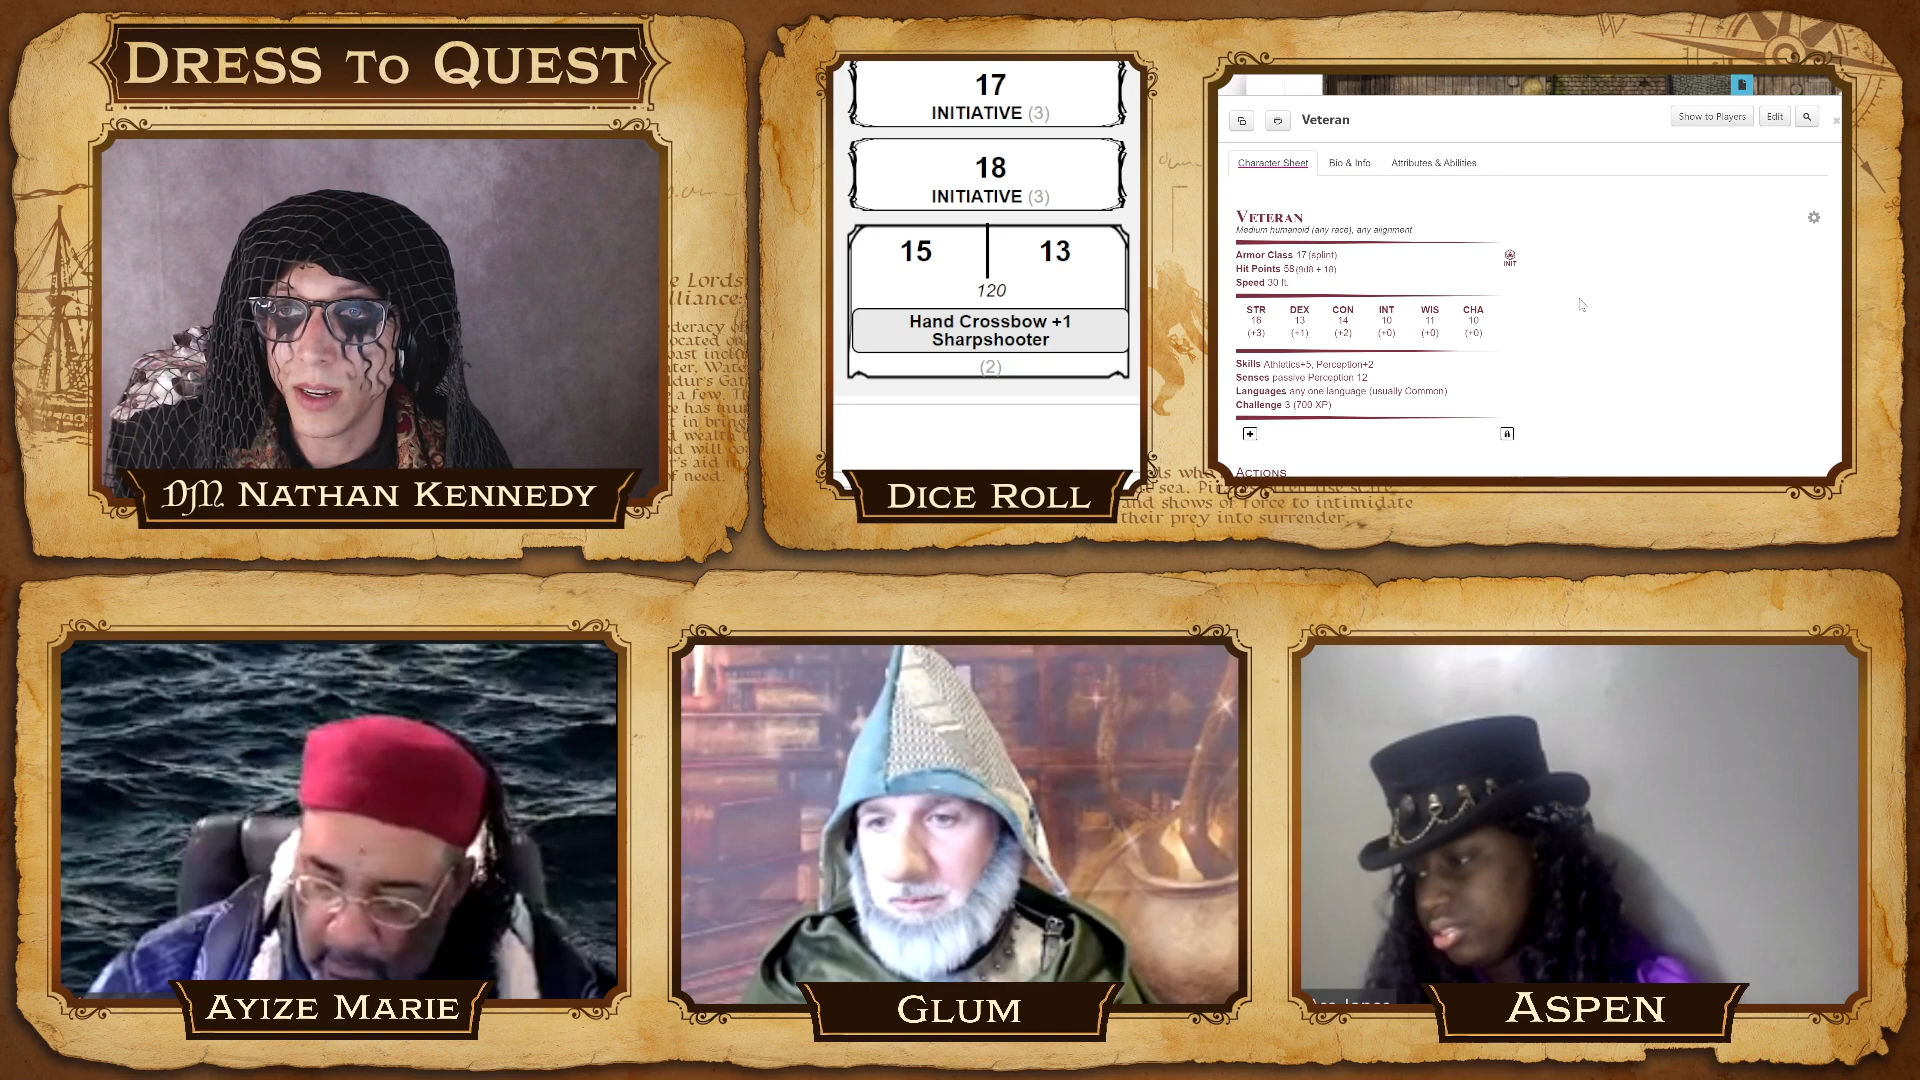 DRESS TO QUEST
DM NATHAN KENNEDY
17
INITIATIVE (3)
18
INITIATIVE (3)
15 13
120
Hand Crossbow +1
Sharpshooter
(2)
DICE ROLL
Veteran
Show to Players Edit
Character Sheet Bio & Info Attributes & Abilities
VETERAN
Medium humanoid (any race), any alignment
Armor Class 17 (splint)
INIT
Hit Points 58 (9d8 + 18)
Speed 30 ft.
STR DEX CON INT WIS CHA
16 13 14 10 11 10
(+3) (+1) (+2) (+0) (+0) (+0)
Skills Athletics+5, Perception+2
Senses passive Perception 12
Languages any one language (usually Common)
Challenge 3 (700 XP)
ACTIONS
and shows of force to intimidate
their prey into surrender.
AYIZE MARIE
GLUM
ASPEN